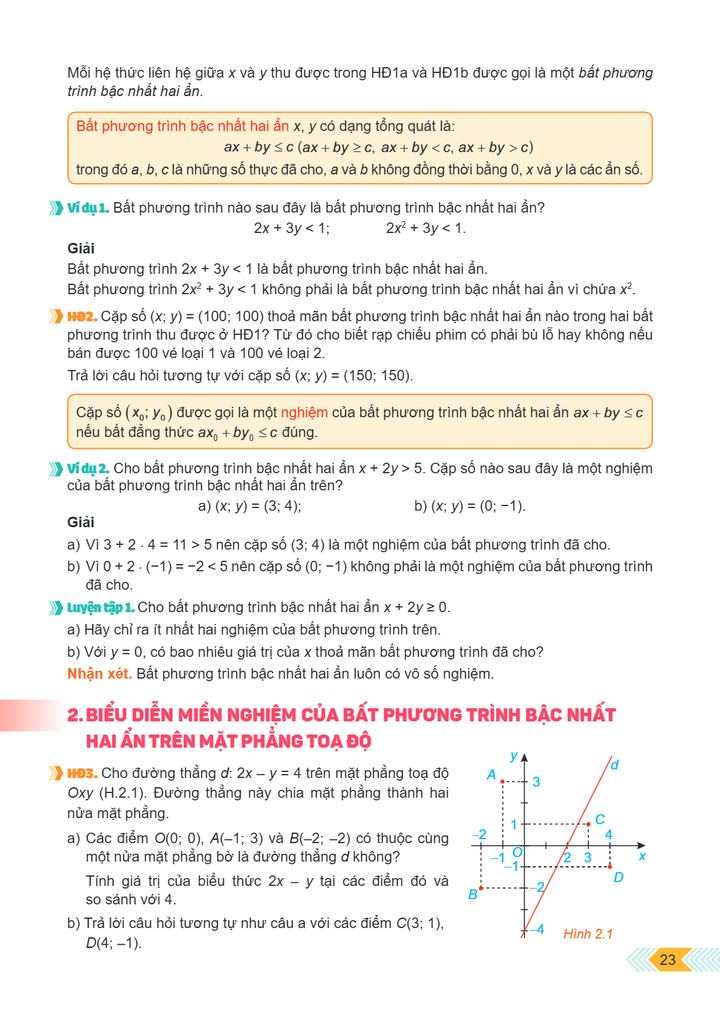 Mỗi hệ thức liên hệ giữa x và y thu được trong HĐ1a và HĐ1b được gọi là một bất phương
trình bậc nhất hai ẩn.
Bất phương trình bậc nhất hai ẩn x, y có dạng tổng quát là:
ax + by ≤ c (ax + by ≥ c, ax + by < c, ax + by > c)
trong đó a, b, c là những số thực đã cho, a và b không đồng thời bằng 0, x và y là các ẩn số.
Ví dụ 1. Bất phương trình nào sau đây là bất phương trình bậc nhất hai ẩn?
2x + 3y < 1; 2x² + 3y < 1.
Giải
Bất phương trình 2x + 3y < 1 là bất phương trình bậc nhất hai ẩn.
Bất phương trình 2x² + 3y < 1 không phải là bất phương trình bậc nhất hai ẩn vì chứa x².
HĐ2. Cặp số (x; y) = (100; 100) thoả mãn bất phương trình bậc nhất hai ẩn nào trong hai bất
phương trình thu được ở HĐ1? Từ đó cho biết rạp chiếu phim có phải bù lỗ hay không nếu
bán được 100 vé loại 1 và 100 vé loại 2.
Trả lời câu hỏi tương tự với cặp số (x; y) = (150; 150).
Cặp số (x₀; y₀) được gọi là một nghiệm của bất phương trình bậc nhất hai ẩn ax + by ≤ c
nếu bất đẳng thức ax₀ + by₀ ≤ c đúng.
Ví dụ 2. Cho bất phương trình bậc nhất hai ẩn x + 2y > 5. Cặp số nào sau đây là một nghiệm
của bất phương trình bậc nhất hai ẩn trên?
a) (x; y) = (3; 4); b) (x; y) = (0; −1).
Giải
a) Vì 3 + 2 · 4 = 11 > 5 nên cặp số (3; 4) là một nghiệm của bất phương trình đã cho.
b) Vì 0 + 2 · (−1) = −2 < 5 nên cặp số (0; −1) không phải là một nghiệm của bất phương trình
đã cho.
Luyện tập 1. Cho bất phương trình bậc nhất hai ẩn x + 2y ≥ 0.
a) Hãy chỉ ra ít nhất hai nghiệm của bất phương trình trên.
b) Với y = 0, có bao nhiêu giá trị của x thoả mãn bất phương trình đã cho?
Nhận xét. Bất phương trình bậc nhất hai ẩn luôn có vô số nghiệm.
2. BIỂU DIỄN MIỀN NGHIỆM CỦA BẤT PHƯƠNG TRÌNH BẬC NHẤT
HAI ẨN TRÊN MẶT PHẲNG TOẠ ĐỘ
HĐ3. Cho đường thẳng d: 2x – y = 4 trên mặt phẳng toạ độ
Oxy (H.2.1). Đường thẳng này chia mặt phẳng thành hai
nửa mặt phẳng.
a) Các điểm O(0; 0), A(–1; 3) và B(–2; –2) có thuộc cùng
một nửa mặt phẳng bờ là đường thẳng d không?
Tính giá trị của biểu thức 2x – y tại các điểm đó và
so sánh với 4.
b) Trả lời câu hỏi tương tự như câu a với các điểm C(3; 1),
D(4; –1).
y
d
A
3
1
C
−2
4
−1
O
2
3
x
−1
D
B
−2
−4
Hình 2.1
23